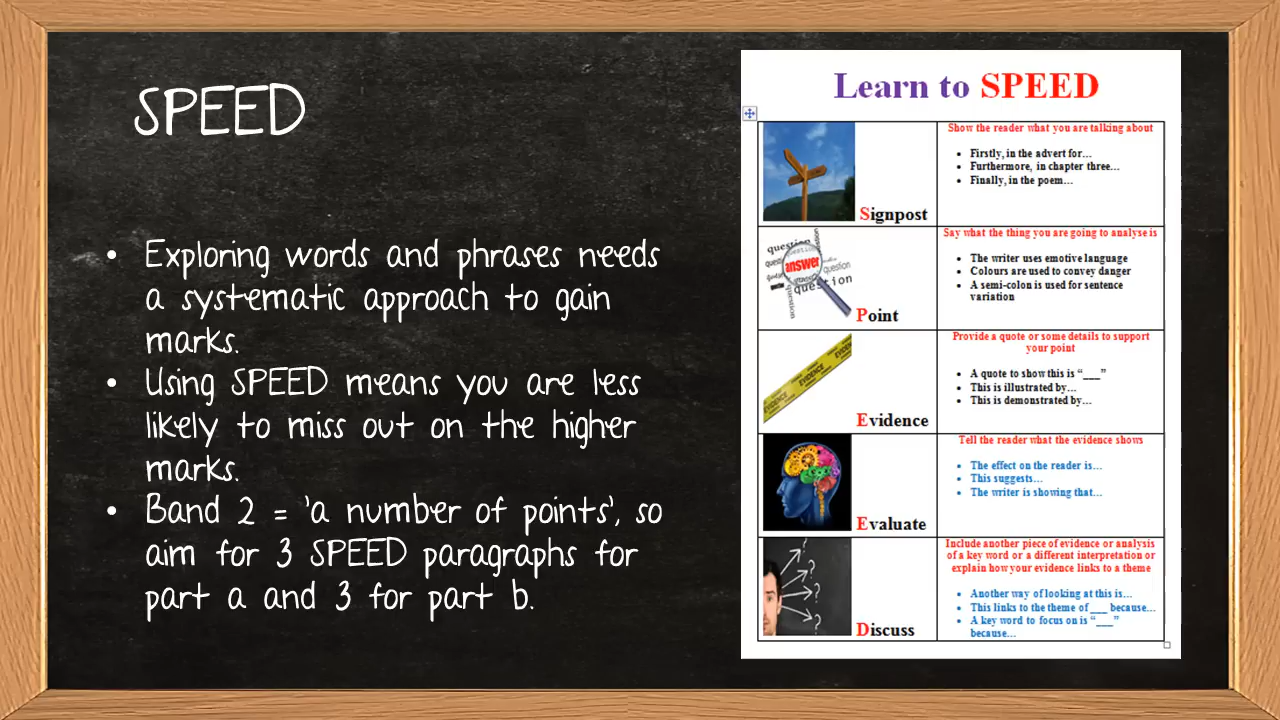 SPEED
• Exploring words and phrases needs
a systematic approach to gain
marks.
• Using SPEED means you are less
likely to miss out on the higher
marks.
• Band 2 = 'a number of points', so
aim for 3 SPEED paragraphs for
part a and 3 for part b.
Learn to SPEED
Signpost
Show the reader what you are talking about
• Firstly, in the advert for...
• Furthermore, in chapter three...
• Finally, in the poem...
question
answer
question
question
Point
Say what the thing you are going to analyse is
• The writer uses emotive language
• Colours are used to convey danger
• A semi-colon is used for sentence
variation
EVIDENCE
Evidence
Provide a quote or some details to support
your point
• A quote to show this is “___”
• This is illustrated by...
• This is demonstrated by...
Evaluate
Tell the reader what the evidence shows
• The effect on the reader is...
• This suggests...
• The writer is showing that...
Discuss
Include another piece of evidence or analysis
of a key word or a different interpretation or
explain how your evidence links to a theme
• Another way of looking at this is...
• This links to the theme of ___ because...
• A key word to focus on is “___”
because...